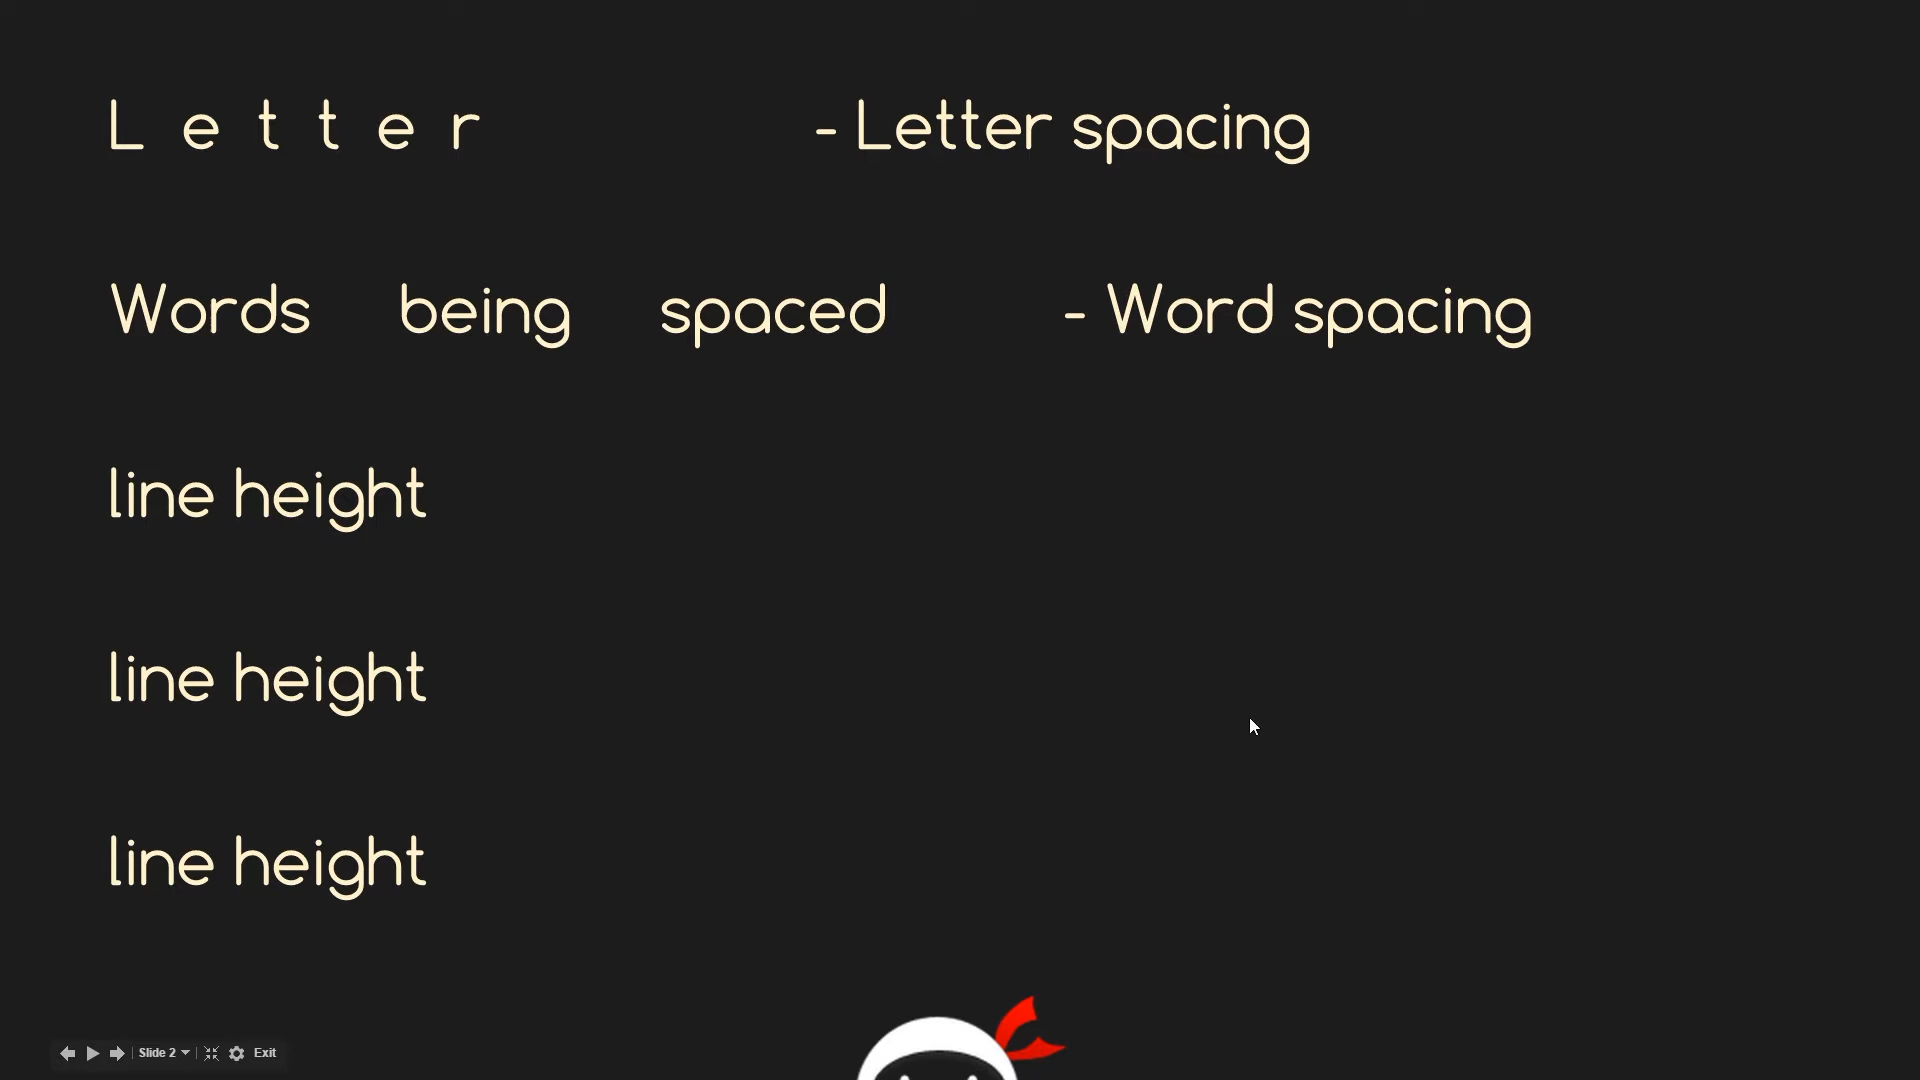 L e t t e r - Letter spacing
Words being spaced - Word spacing
line height
line height
line height
Slide 2 Exit